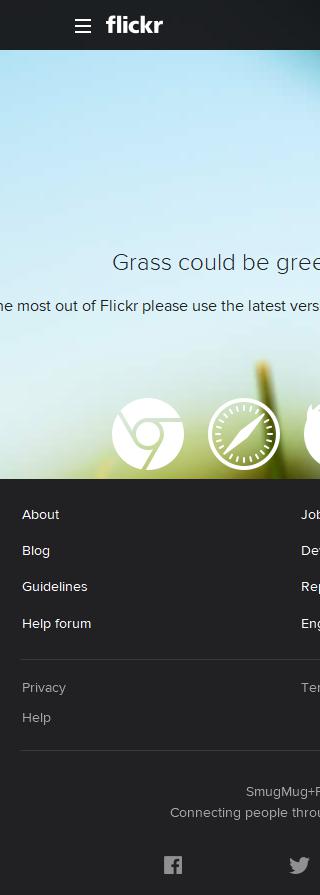 flickr
Grass could be gree
he most out of Flickr please use the latest vers
About
Blog
Guidelines
Help forum
Job
Dev
Rep
Eng
Privacy
Help
Ter
SmugMug+F
Connecting people throu